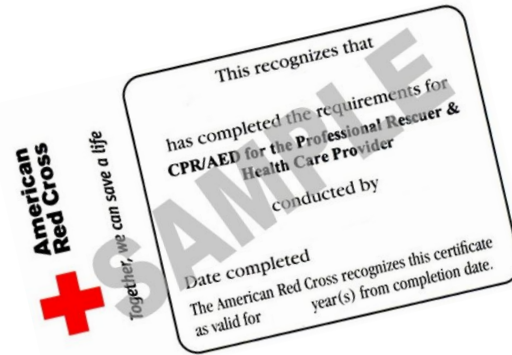 American
Red Cross
Together, we can save a life
This recognizes that
has completed the requirements for
CPR/AED for the Professional Rescuer &
Health Care Provider
conducted by
Date completed
The American Red Cross recognizes this certificate
as valid for year(s) from completion date.
SAMPLE